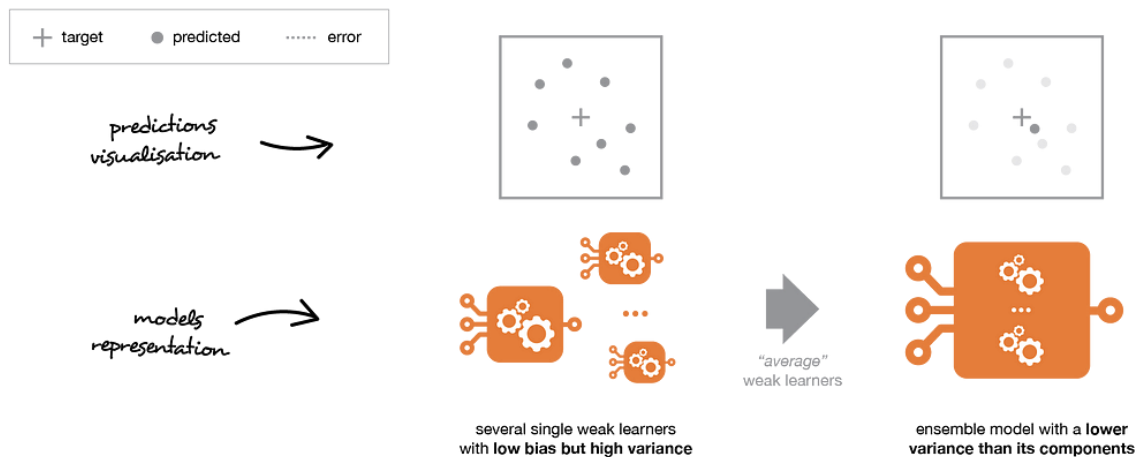 target predicted error
predictions
visualisation
models
representation
"average"
weak learners
several single weak learners
with low bias but high variance
ensemble model with a lower
variance than its components